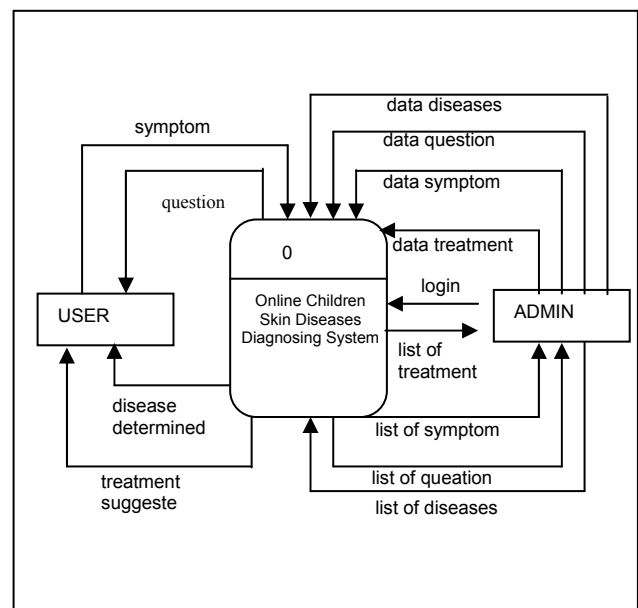 data diseases
symptom
data question
data symptom
question
data treatment
0
login
Online Children
Skin Diseases
Diagnosing System
USER
ADMIN
list of
treatment
disease
determined
list of symptom
treatment
suggeste
list of queation
list of diseases